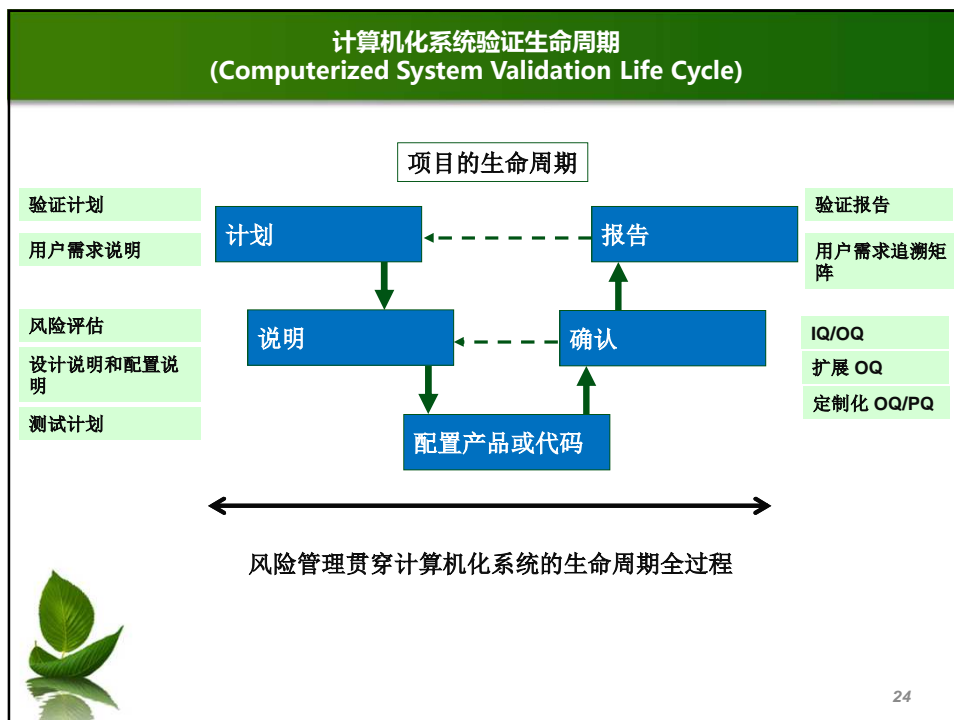 计算机化系统验证生命周期
(Computerized System Validation Life Cycle)
项目的生命周期
验证计划
用户需求说明
计划
报告
验证报告
用户需求追溯矩
阵
风险评估
设计说明和配置说
明
测试计划
说明
确认
IQ/OQ
扩展 OQ
定制化 OQ/PQ
配置产品或代码
风险管理贯穿计算机化系统的生命周期全过程
24